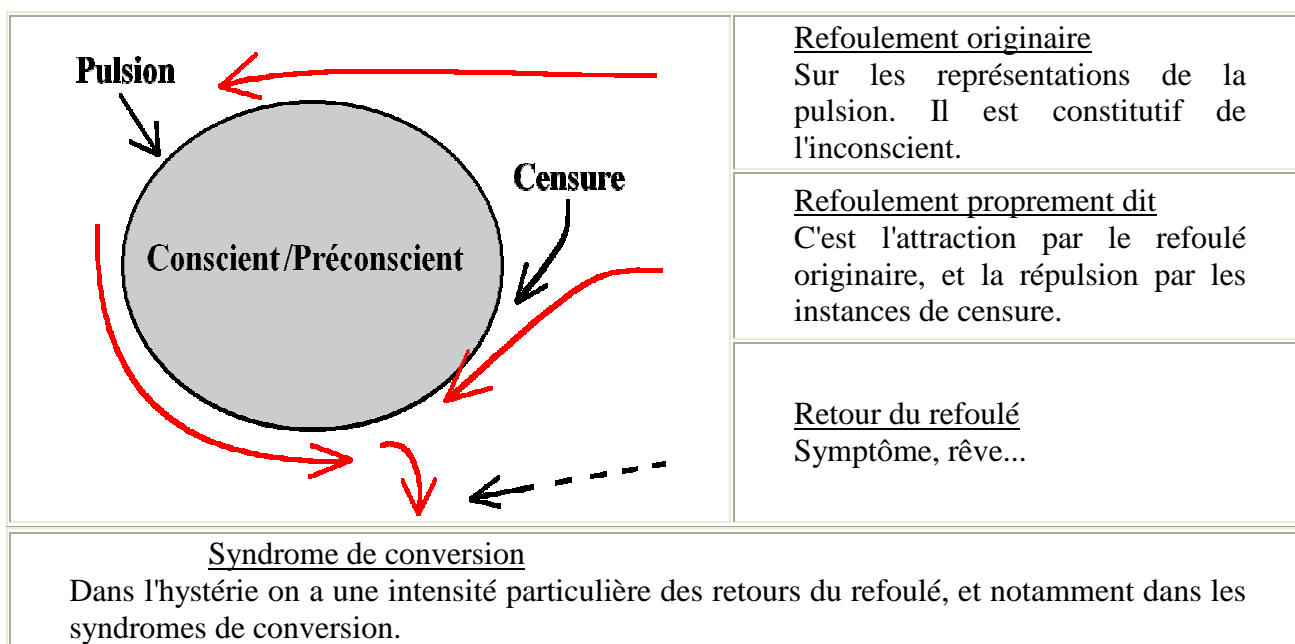 Pulsion
Censure
Conscient/Préconscient
Refoulement originaire
Sur les représentations de la
pulsion. Il est constitutif de
l'inconscient.
Refoulement proprement dit
C'est l'attraction par le refoulé
originaire, et la répulsion par les
instances de censure.
Retour du refoulé
Symptôme, rêve...
Syndrome de conversion
Dans l'hystérie on a une intensité particulière des retours du refoulé, et notamment dans les
syndromes de conversion.